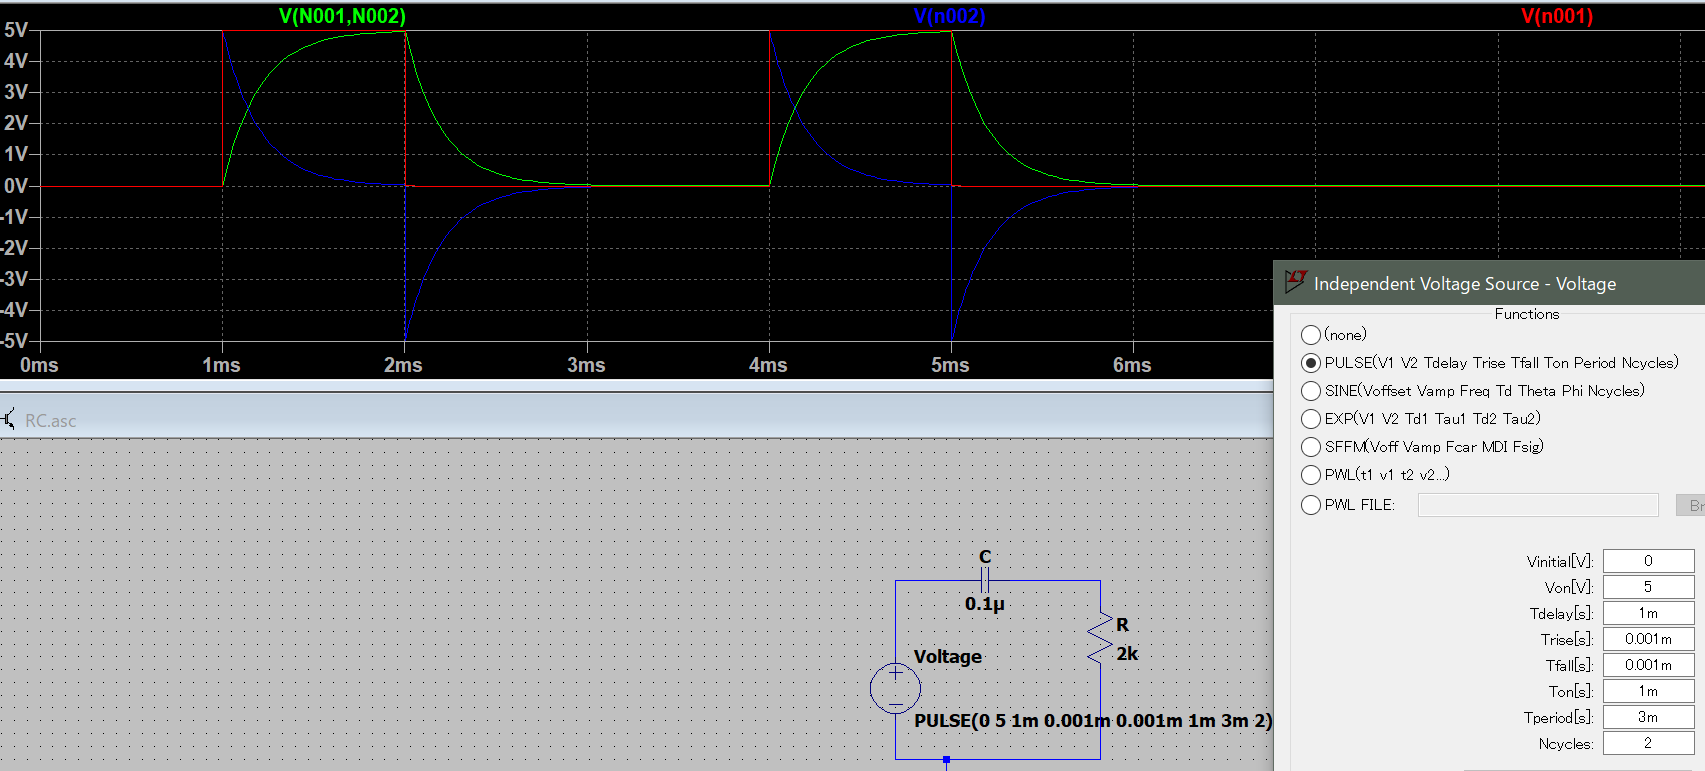 V(N001,N002) V(n002) V(n001)
5V
4V
3V
2V
1V
0V
-1V
-2V
-3V
-4V
-5V
0ms 1ms 2ms 3ms 4ms 5ms 6ms
RC.asc
C
0.1µ
R
2k
Voltage
PULSE(0 5 1m 0.001m 0.001m 1m 3m 2)
Independent Voltage Source - Voltage
Functions
(none)
PULSE(V1 V2 Tdelay Trise Tfall Ton Period Ncycles)
SINE(Voffset Vamp Freq Td Theta Phi Ncycles)
EXP(V1 V2 Td1 Tau1 Td2 Tau2)
SFFM(Voff Vamp Fcar MDI Fsig)
PWL(t1 v1 t2 v2...)
PWL FILE: Br
Vinitial[V]: 0
Von[V]: 5
Tdelay[s]: 1m
Trise[s]: 0.001m
Tfall[s]: 0.001m
Ton[s]: 1m
Tperiod[s]: 3m
Ncycles: 2